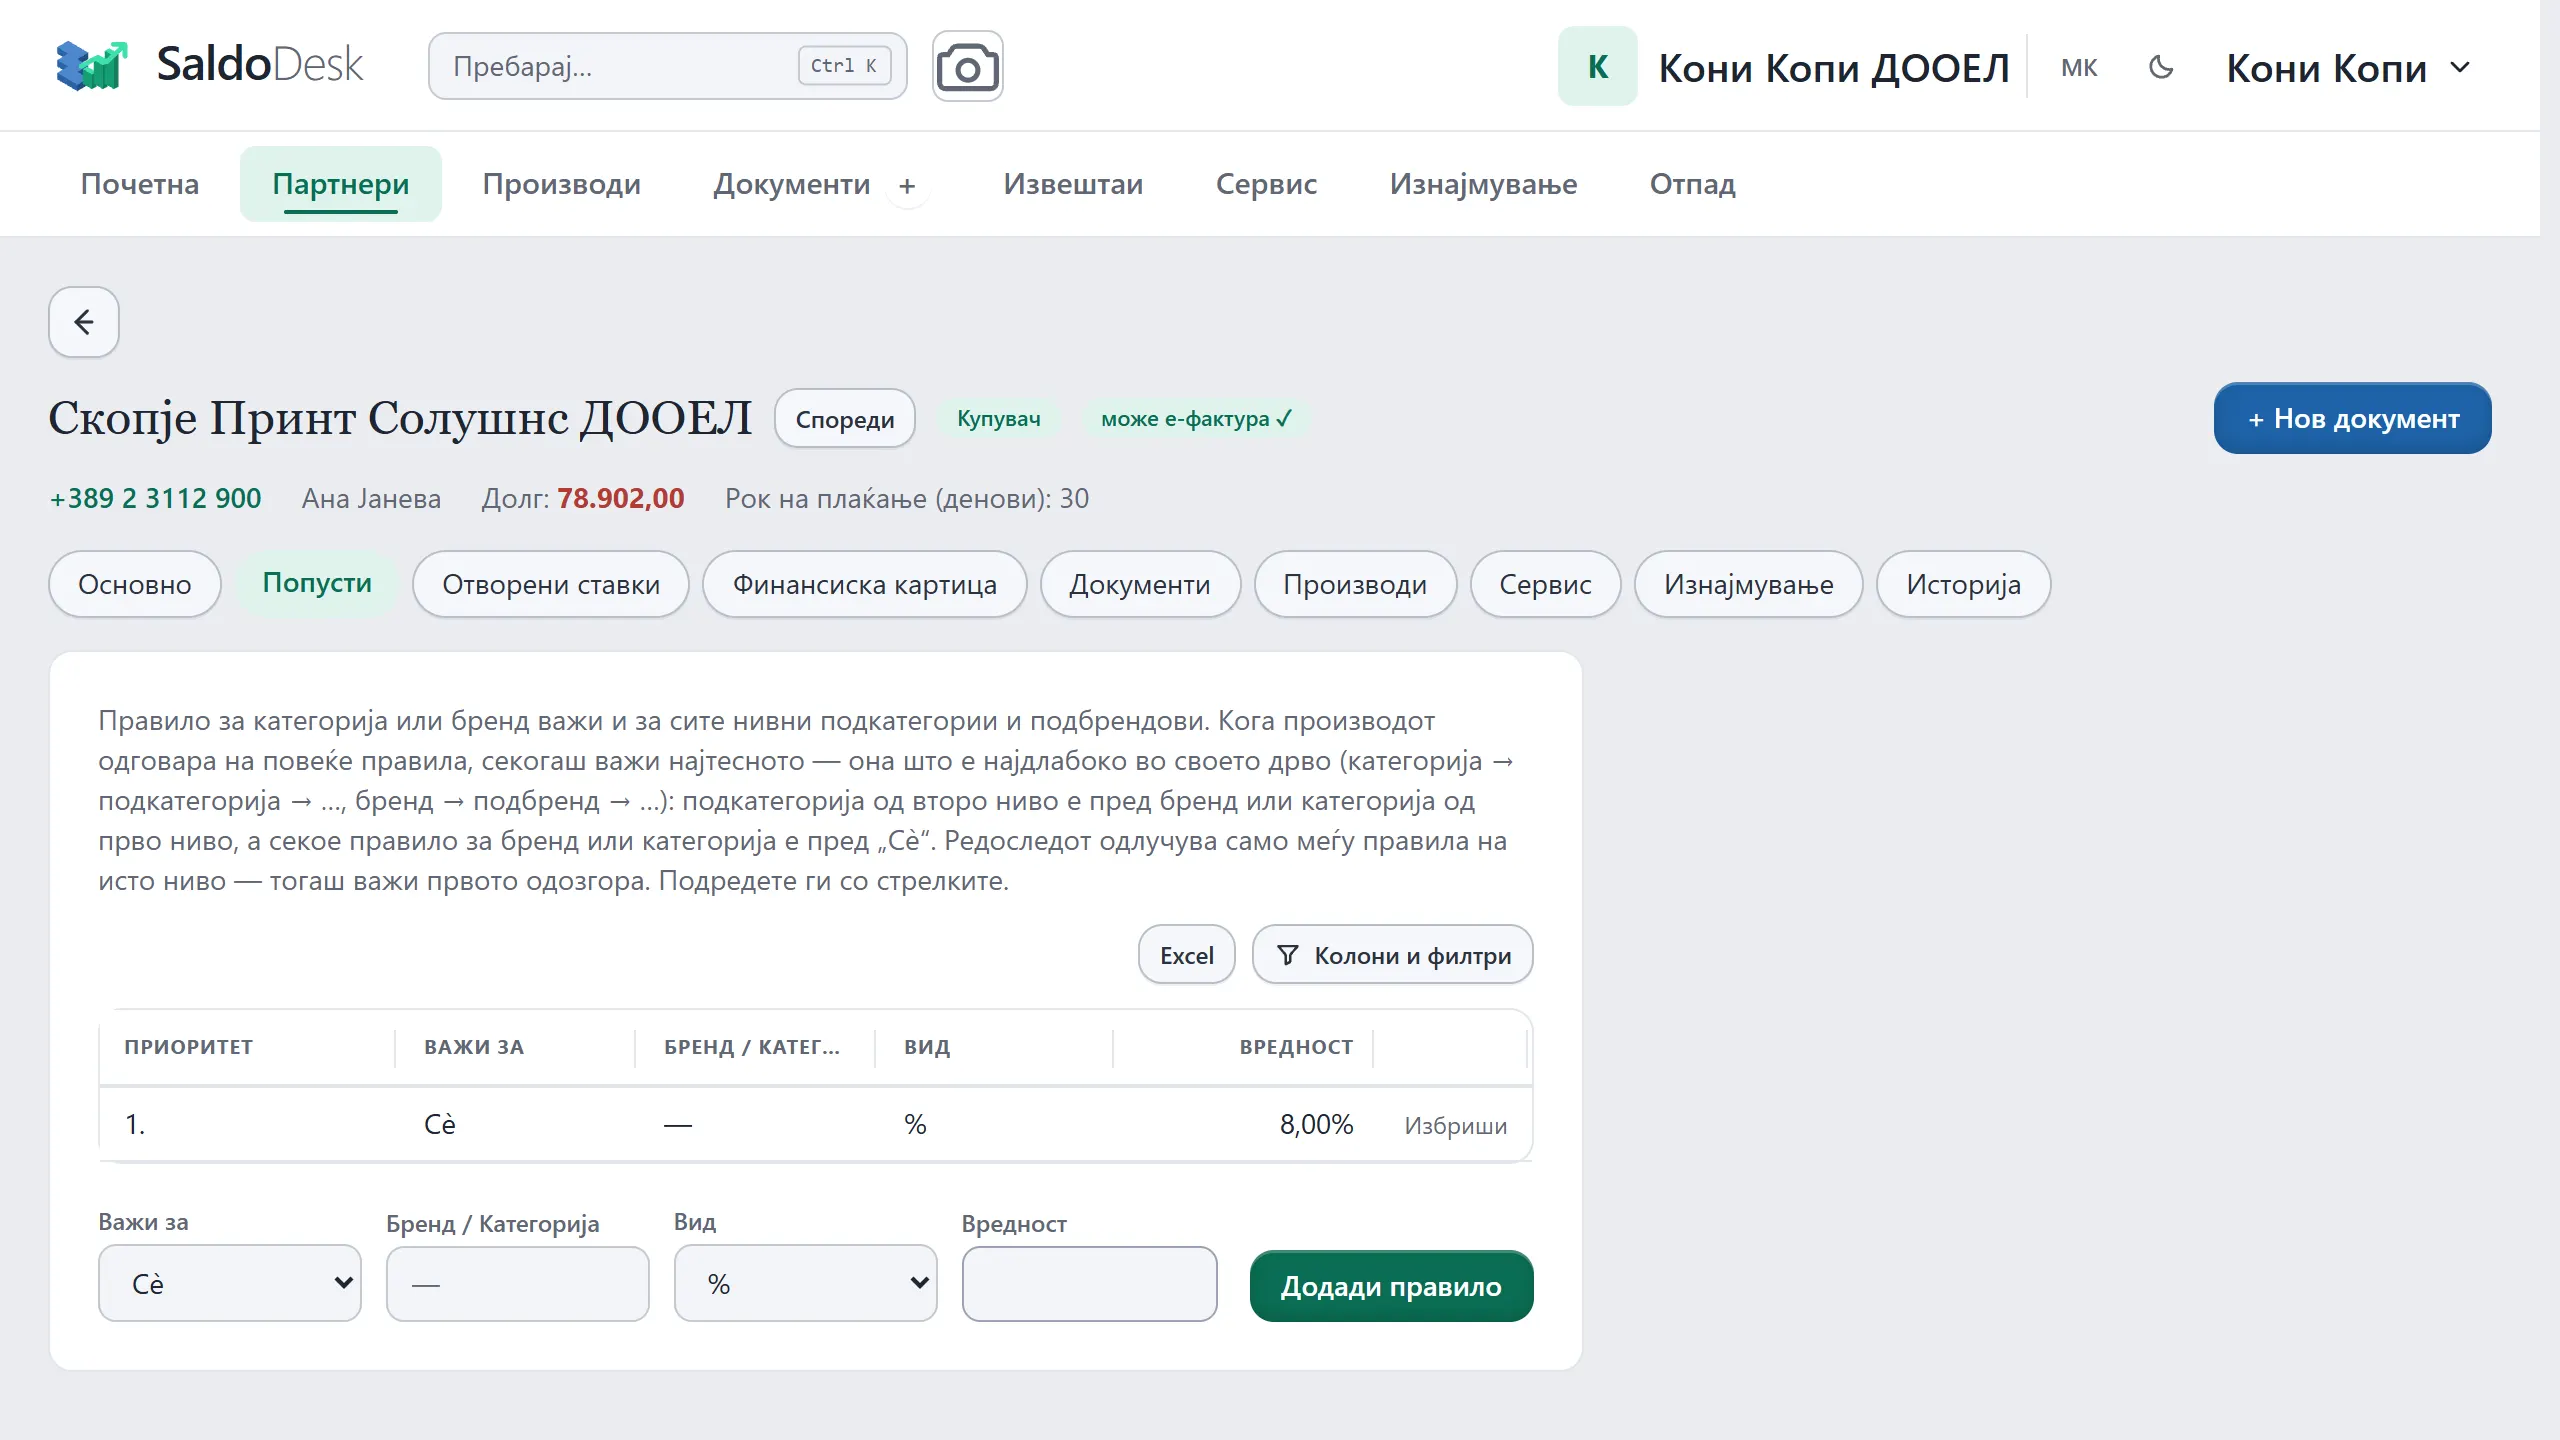 SaldoDesk
Пребарај...
Ctrl K
К
Кони Копи ДООЕЛ
МК
Кони Копи
Почетна
Партнери
Производи
Документи
+
Извештаи
Сервис
Изнајмување
Отпад
Скопје Принт Солушнс ДООЕЛ
Спореди
Купувач
може е-фактура ✓
+ Нов документ
+389 2 3112 900
Ана Јанева
Долг: 78.902,00
Рок на плаќање (денови): 30
Основно
Попусти
Отворени ставки
Финансиска картица
Документи
Производи
Сервис
Изнајмување
Историја
Правило за категорија или бренд важи и за сите нивни подкатегории и подбрендови. Кога производот
одговара на повеќе правила, секогаш важи најтесното — она што е најдлабоко во своето дрво (категорија →
подкатегорија → ..., бренд → подбренд → ...): подкатегорија од второ ниво е пред бренд или категорија од
прво ниво, а секое правило за бренд или категорија е пред „Сѐ“. Редоследот одлучува само меѓу правила на
исто ниво — тогаш важи првото одозгора. Подредете ги со стрелките.
Excel
Колони и филтри
ПРИОРИТЕТ
ВАЖИ ЗА
БРЕНД / КАТЕГ...
ВИД
ВРЕДНОСТ
1.
Сѐ
—
%
8,00%
Избриши
Важи за
Бренд / Категорија
Вид
Вредност
Сѐ
—
%
Додади правило